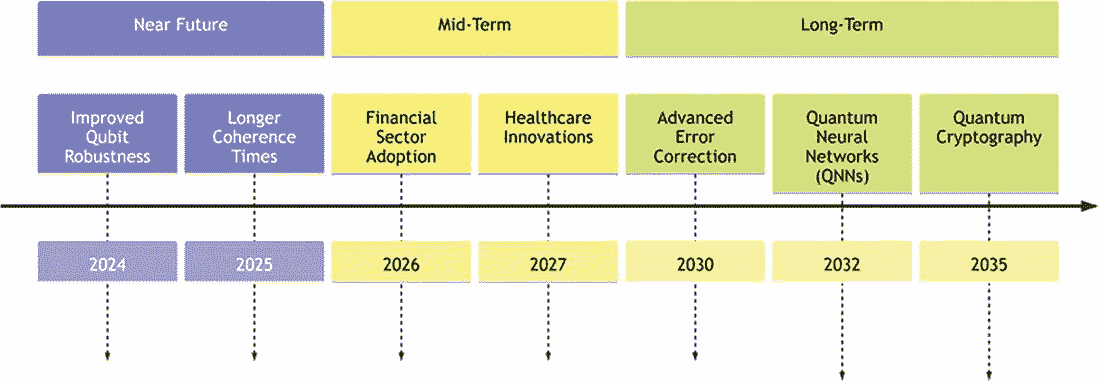 Near Future
Mid-Term
Long-Term
Improved
Qubit
Robustness
Longer
Coherence
Times
Financial
Sector
Adoption
Healthcare
Innovations
Advanced
Error
Correction
Quantum
Neural
Networks
(QNNs)
Quantum
Cryptography
2024
2025
2026
2027
2030
2032
2035